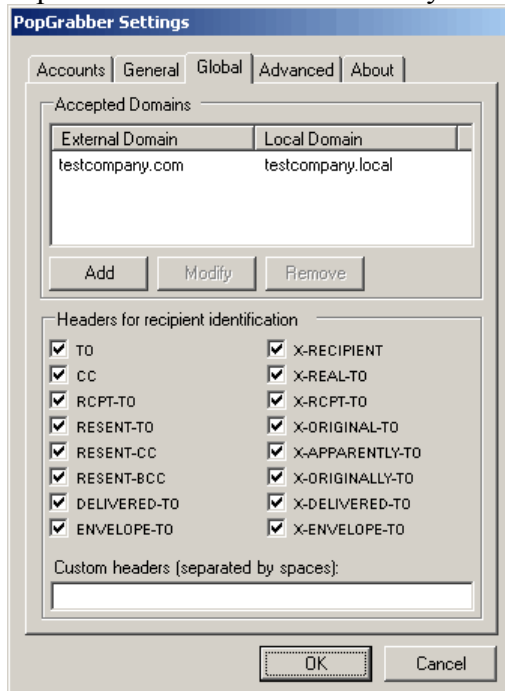 PopGrabber Settings
Accounts General Global Advanced About
Accepted Domains
External Domain Local Domain
testcompany.com testcompany.local
Add Modify Remove
Headers for recipient identification
TO X-RECIPIENT
CC X-REAL-TO
RCPT-TO X-RCPT-TO
RESENT-TO X-ORIGINAL-TO
RESENT-CC X-APPARENTLY-TO
RESENT-BCC X-ORIGINALLY-TO
DELIVERED-TO X-DELIVERED-TO
ENVELOPE-TO X-ENVELOPE-TO
Custom headers (separated by spaces):
OK Cancel